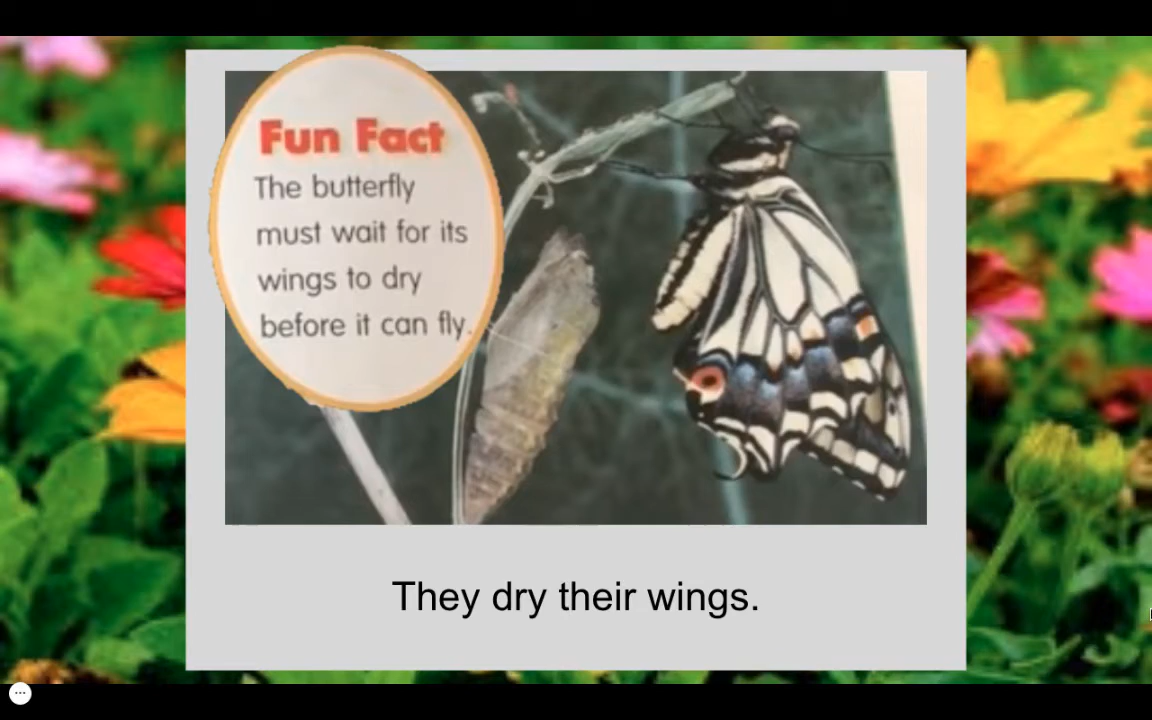 Fun Fact
The butterfly
must wait for its
wings to dry
before it can fly.
They dry their wings.